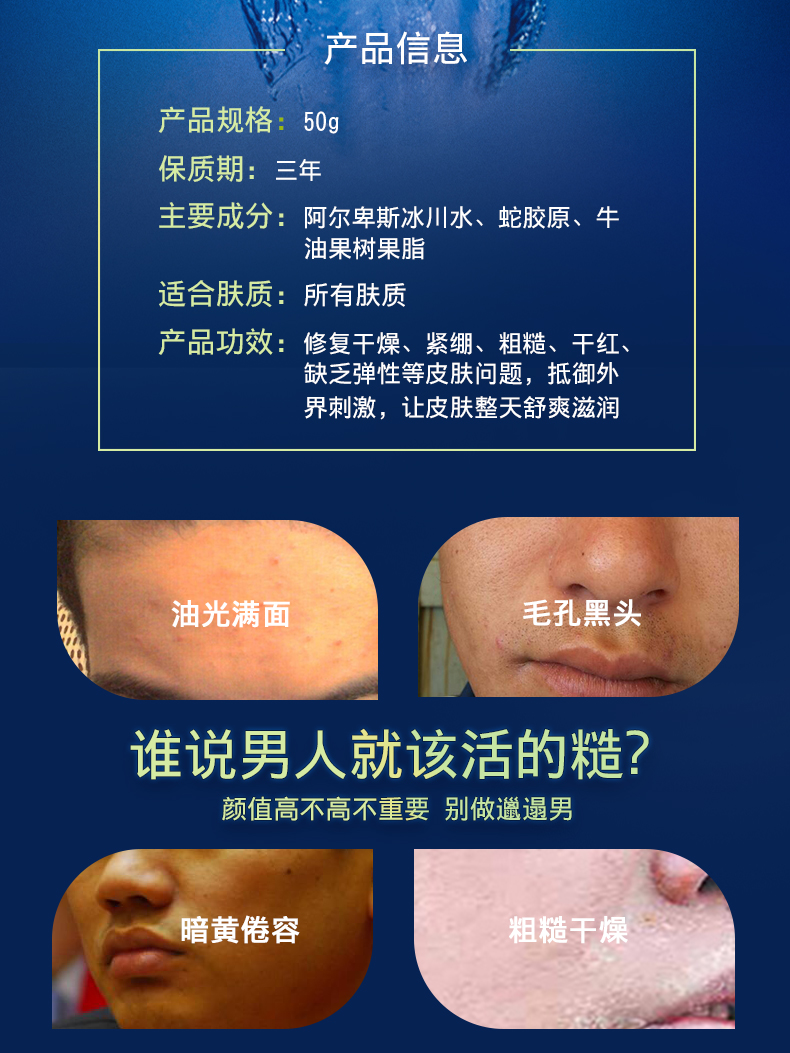 产品信息
产品规格：50g
保质期：三年
主要成分：阿尔卑斯冰川水、蛇胶原、牛
油果树果脂
适合肤质：所有肤质
产品功效：修复干燥、紧绷、粗糙、干红、
缺乏弹性等皮肤问题，抵御外
界刺激，让皮肤整天舒爽滋润
油光满面
毛孔黑头
谁说男人就该活的糙?
颜值高不高不重要 别做邋遢男
暗黄倦容
粗糙干燥